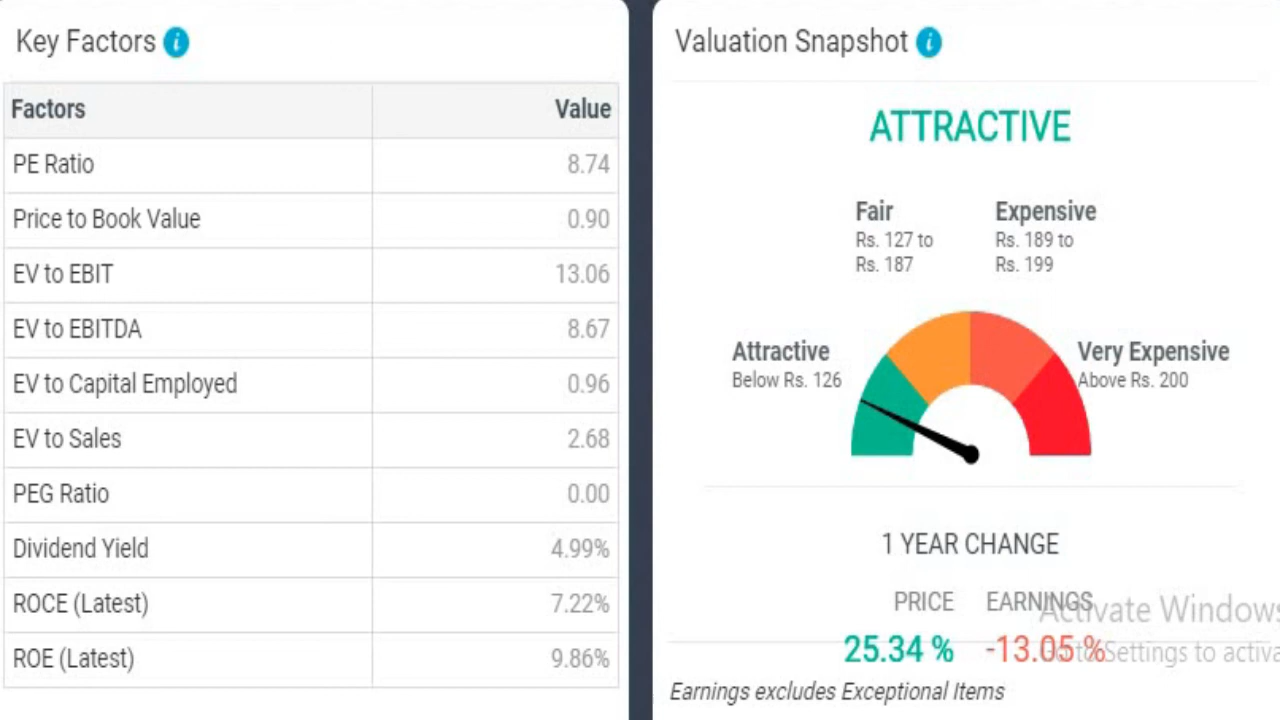 Key Factors i
Factors Value
PE Ratio 8.74
Price to Book Value 0.90
EV to EBIT 13.06
EV to EBITDA 8.67
EV to Capital Employed 0.96
EV to Sales 2.68
PEG Ratio 0.00
Dividend Yield 4.99%
ROCE (Latest) 7.22%
ROE (Latest) 9.86%
Valuation Snapshot i
ATTRACTIVE
Fair Expensive
Rs. 127 to Rs. 189 to
Rs. 187 Rs. 199
Attractive Very Expensive
Below Rs. 126 Above Rs. 200
1 YEAR CHANGE
PRICE EARNINGS
Activate Windows
25.34 % -13.05 %
Settings to activa
Earnings excludes Exceptional Items